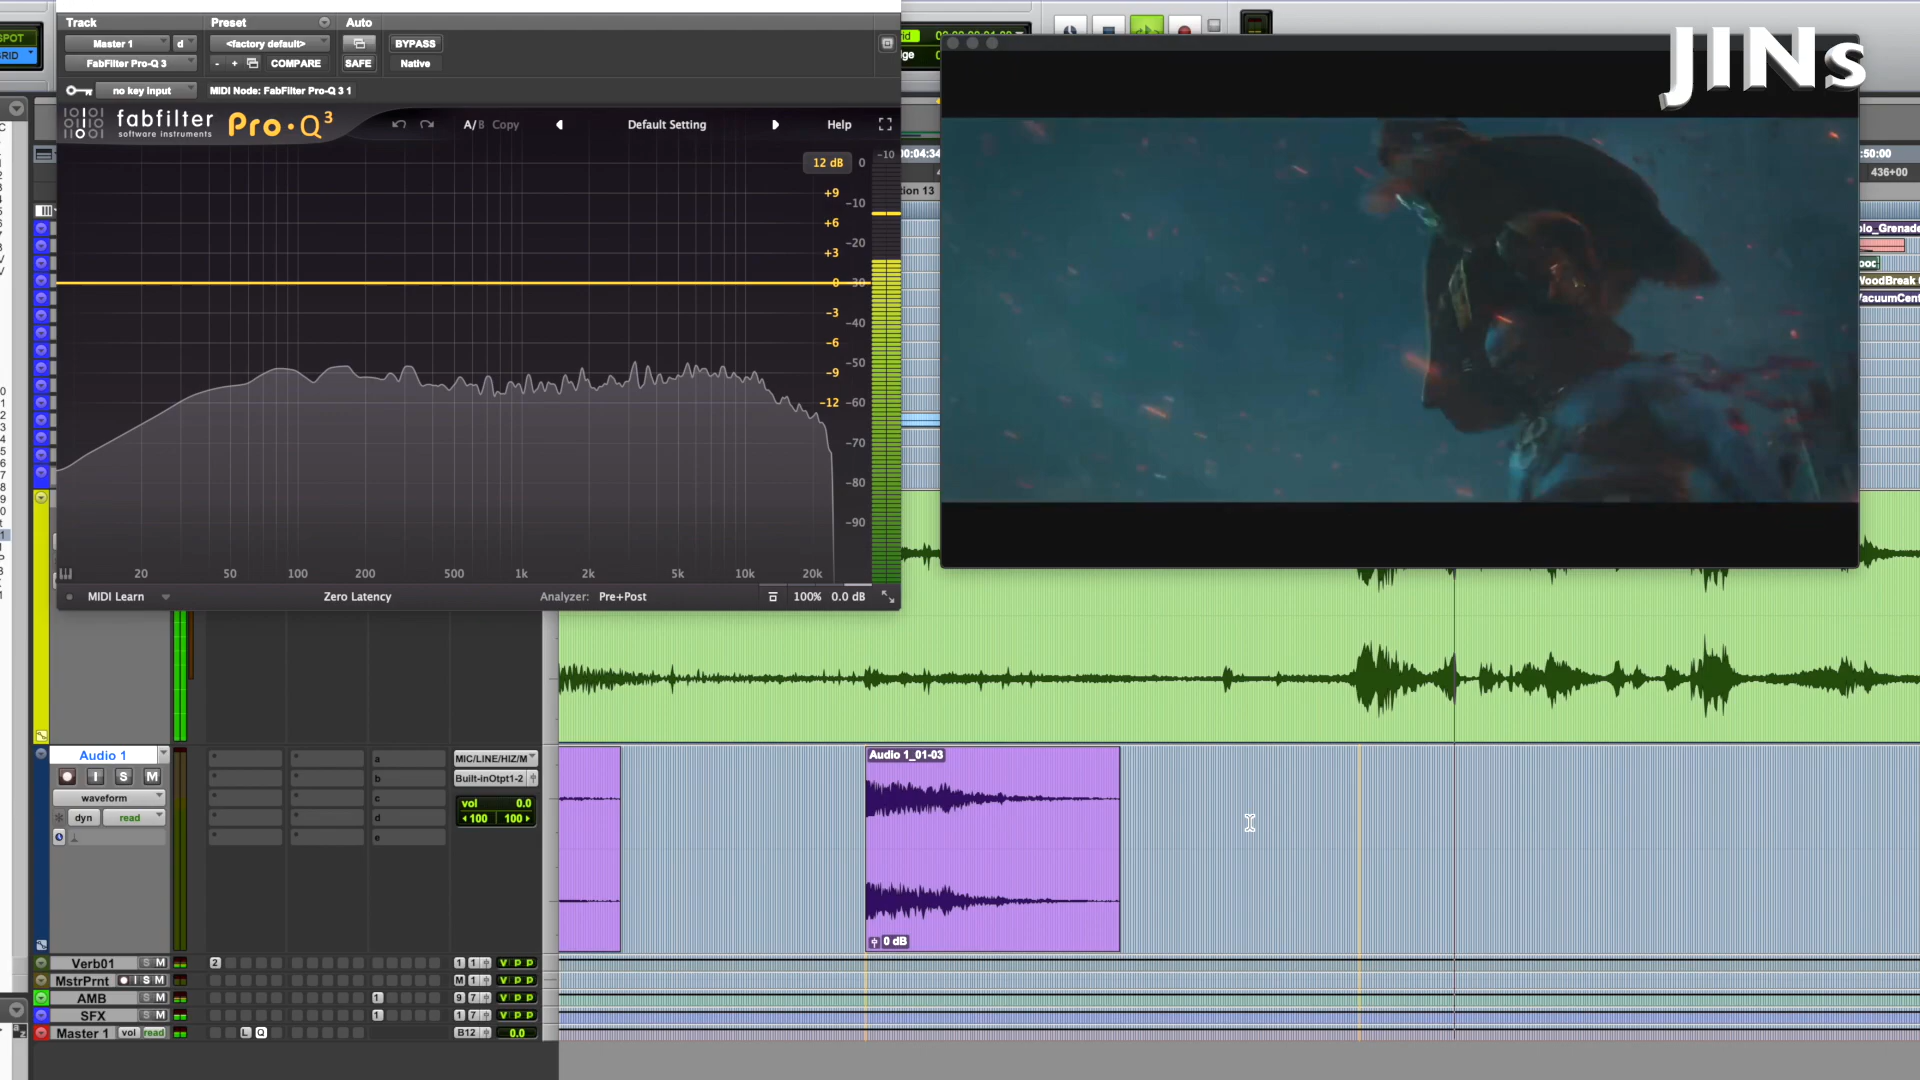 Track
Preset
Auto
Master 1
d
<factory default>
BYPASS
FabFilter Pro-Q 3
-
+
COMPARE
SAFE
Native
no key input
MIDI Node: FabFilter Pro-Q 3 1
fabfilter
software instruments
Pro·Q3
A/B
Copy
Default Setting
Help
12 dB
0
-10
+9
-10
+6
-20
+3
0
-30
-3
-40
-6
-50
-9
-12
-60
-70
-80
-90
20
50
100
200
500
1k
2k
5k
10k
20k
MIDI Learn
Zero Latency
Analyzer:
Pre+Post
100%
0.0 dB
SPOT
JINs
:50:00
436+00
WoodBreak
Audio 1
I
S
M
waveform
dyn
read
a
b
c
d
e
MIC/LINE/HIZ/M
Built-inOtpt1-2
vol
0.0
100
100
Audio 1_01-03
0 dB
Verb01
S M
2
1 1
V P P
MstrPrnt
I S M
M 1
V P P
AMB
S M
1
9 7
V P P
SFX
S M
1
1 7
V P P
Master 1
vol
read
L
Q
B12
0.0